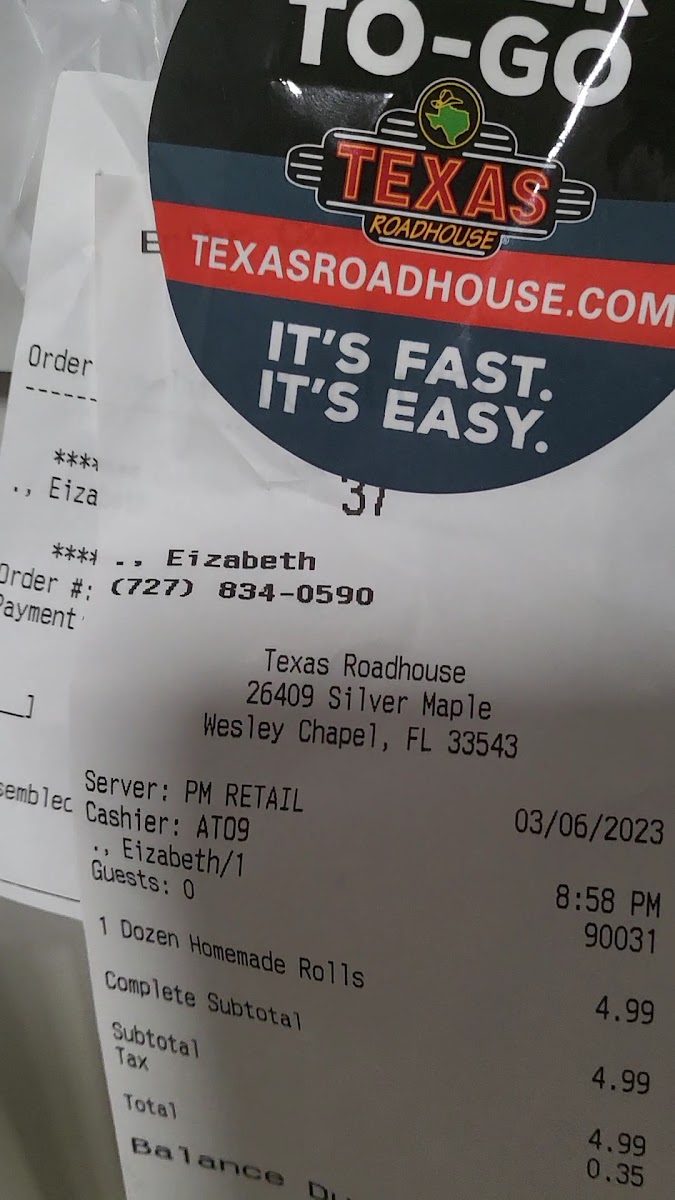 TO-GO
TEXAS
ROADHOUSE
TEXASROADHOUSE.COM
IT'S FAST.
IT'S EASY.
Order
****
., Eiza
****
Order #:
Payment
37
., Eizabeth
(727) 834-0590
Texas Roadhouse
26409 Silver Maple
Wesley Chapel, FL 33543
Server: PM RETAIL 03/06/2023
Cashier: AT09
., Eizabeth/1 8:58 PM
Guests: 0 90031
1 Dozen Homemade Rolls 4.99
Complete Subtotal 4.99
Subtotal 4.99
Tax 0.35
Total
Balance